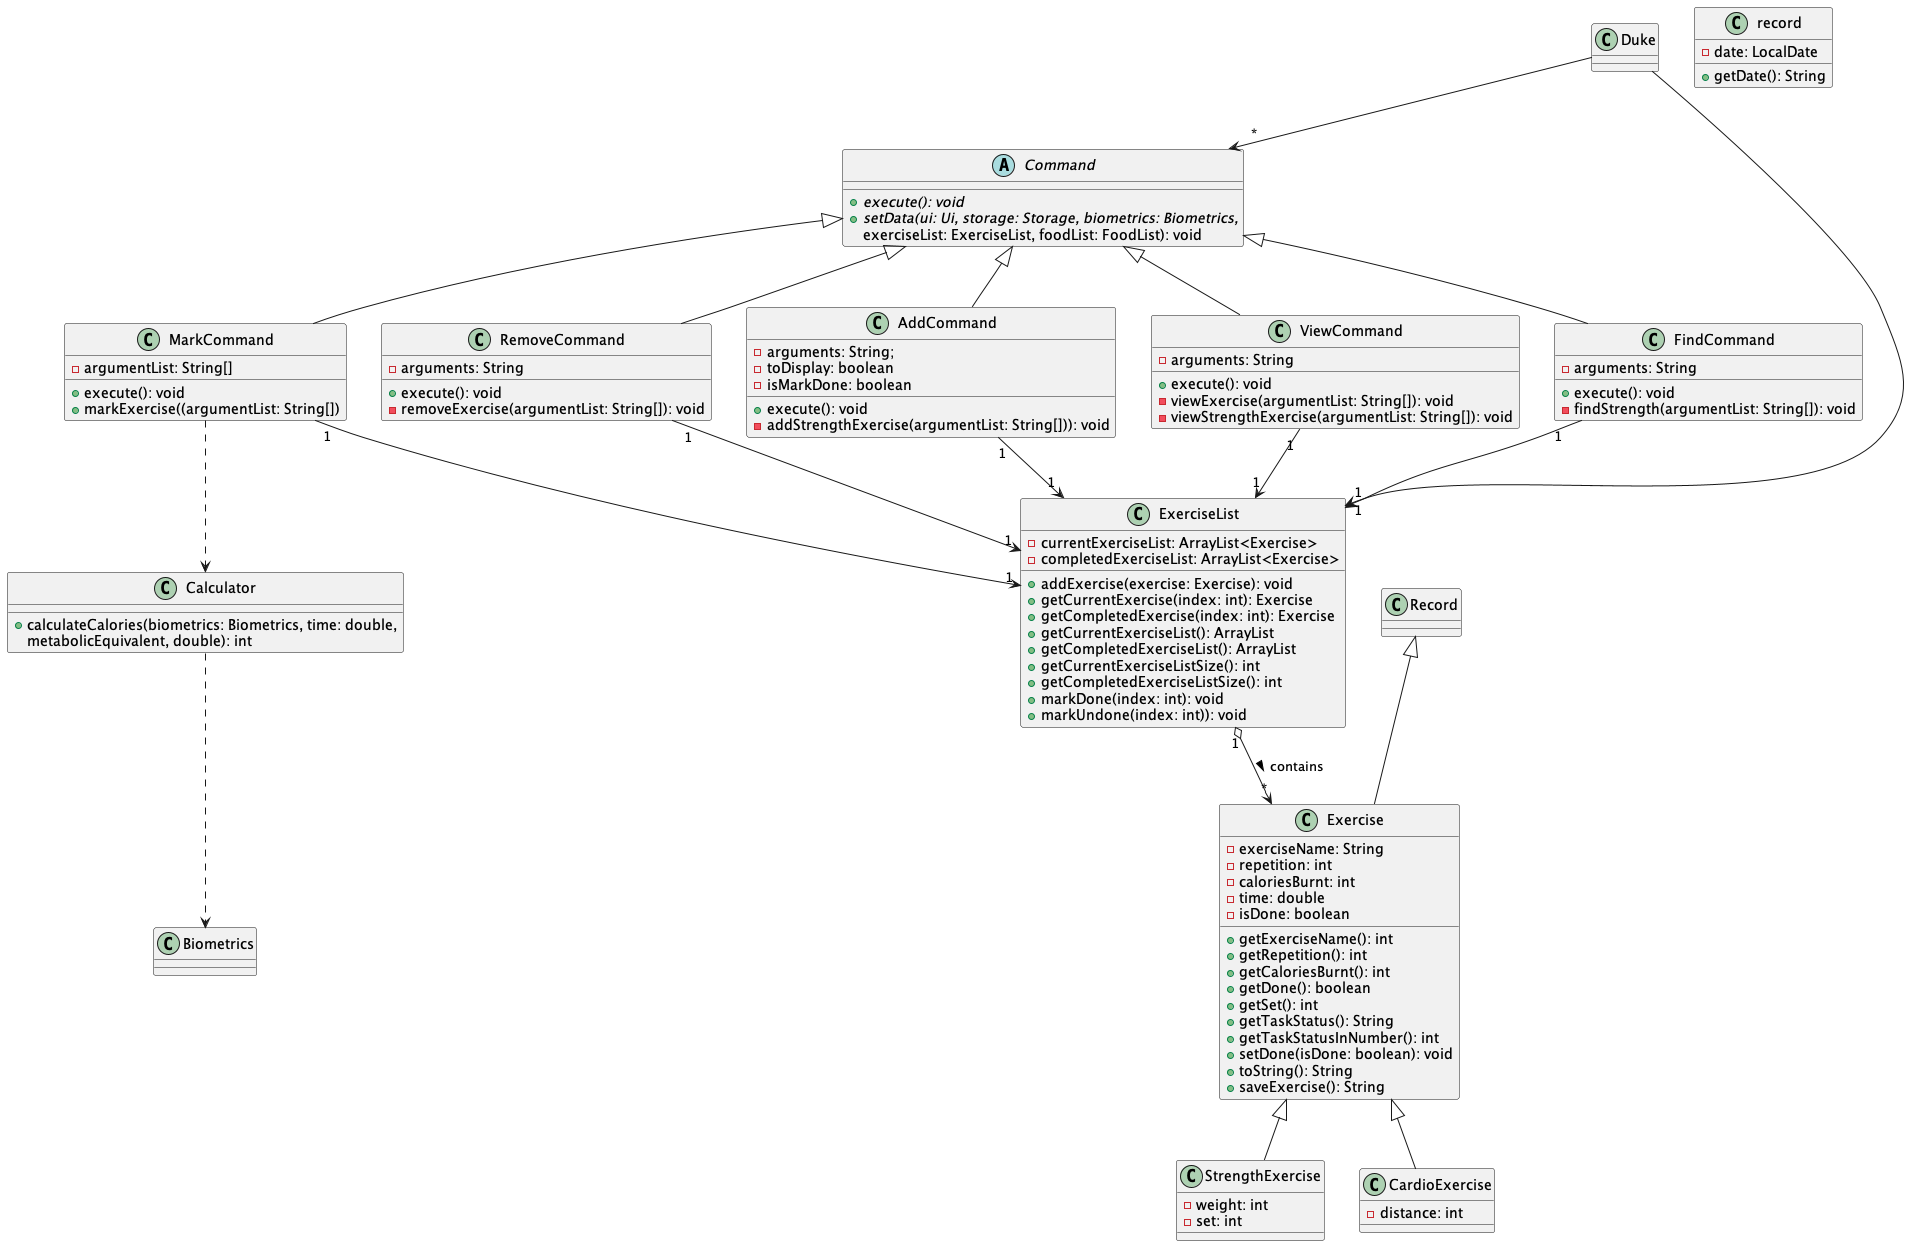 C record
date: LocalDate
getDate(): String
C Duke
*
A Command
execute(): void
setData(ui: Ui, storage: Storage, biometrics: Biometrics,
exerciseList: ExerciseList, foodList: FoodList): void
C MarkCommand
argumentList: String[]
execute(): void
markExercise((argumentList: String[])
C RemoveCommand
arguments: String
execute(): void
removeExercise(argumentList: String[]): void
C AddCommand
arguments: String;
toDisplay: boolean
isMarkDone: boolean
execute(): void
addStrengthExercise(argumentList: String[])): void
C ViewCommand
arguments: String
execute(): void
viewExercise(argumentList: String[]): void
viewStrengthExercise(argumentList: String[]): void
C FindCommand
arguments: String
execute(): void
findStrength(argumentList: String[]): void
1
1
1
1
1
1
1
1
1
1
1
C ExerciseList
currentExerciseList: ArrayList<Exercise>
completedExerciseList: ArrayList<Exercise>
addExercise(exercise: Exercise): void
getCurrentExercise(index: int): Exercise
getCompletedExercise(index: int): Exercise
getCurrentExerciseList(): ArrayList
getCompletedExerciseList(): ArrayList
getCurrentExerciseListSize(): int
getCompletedExerciseListSize(): int
markDone(index: int): void
markUndone(index: int)): void
C Calculator
calculateCalories(biometrics: Biometrics, time: double,
metabolicEquivalent, double): int
C Record
1
contains
*
C Exercise
exerciseName: String
repetition: int
caloriesBurnt: int
time: double
isDone: boolean
getExerciseName(): int
getRepetition(): int
getCaloriesBurnt(): int
getDone(): boolean
getSet(): int
getTaskStatus(): String
getTaskStatusInNumber(): int
setDone(isDone: boolean): void
toString(): String
saveExercise(): String
C Biometrics
C StrengthExercise
weight: int
set: int
C CardioExercise
distance: int